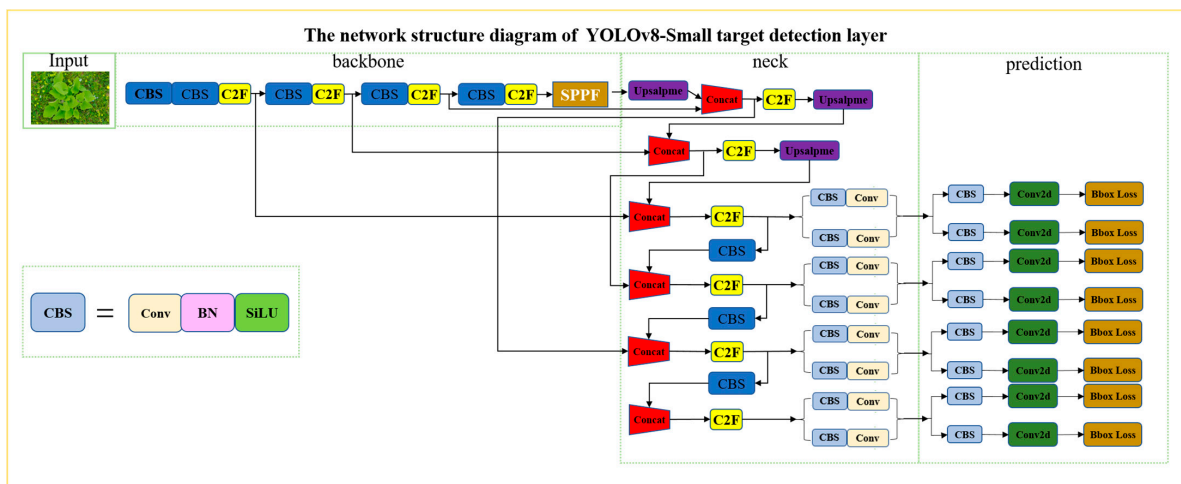 The network structure diagram of YOLOv8-Small target detection layer
Input
backbone
neck
prediction
CBS CBS C2F CBS C2F CBS C2F CBS C2F SPPF Upsalpme Concat C2F Upsalpme
Concat C2F Upsalpme
CBS Conv CBS Conv2d Bbox Loss
Concat C2F
CBS Conv CBS Conv2d Bbox Loss
CBS
CBS Conv CBS Conv2d Bbox Loss
Concat C2F
CBS Conv CBS Conv2d Bbox Loss
CBS = Conv BN SiLU
CBS
CBS Conv CBS Conv2d Bbox Loss
Concat C2F
CBS Conv CBS Conv2d Bbox Loss
CBS
CBS Conv CBS Conv2d Bbox Loss
Concat C2F
CBS Conv CBS Conv2d Bbox Loss